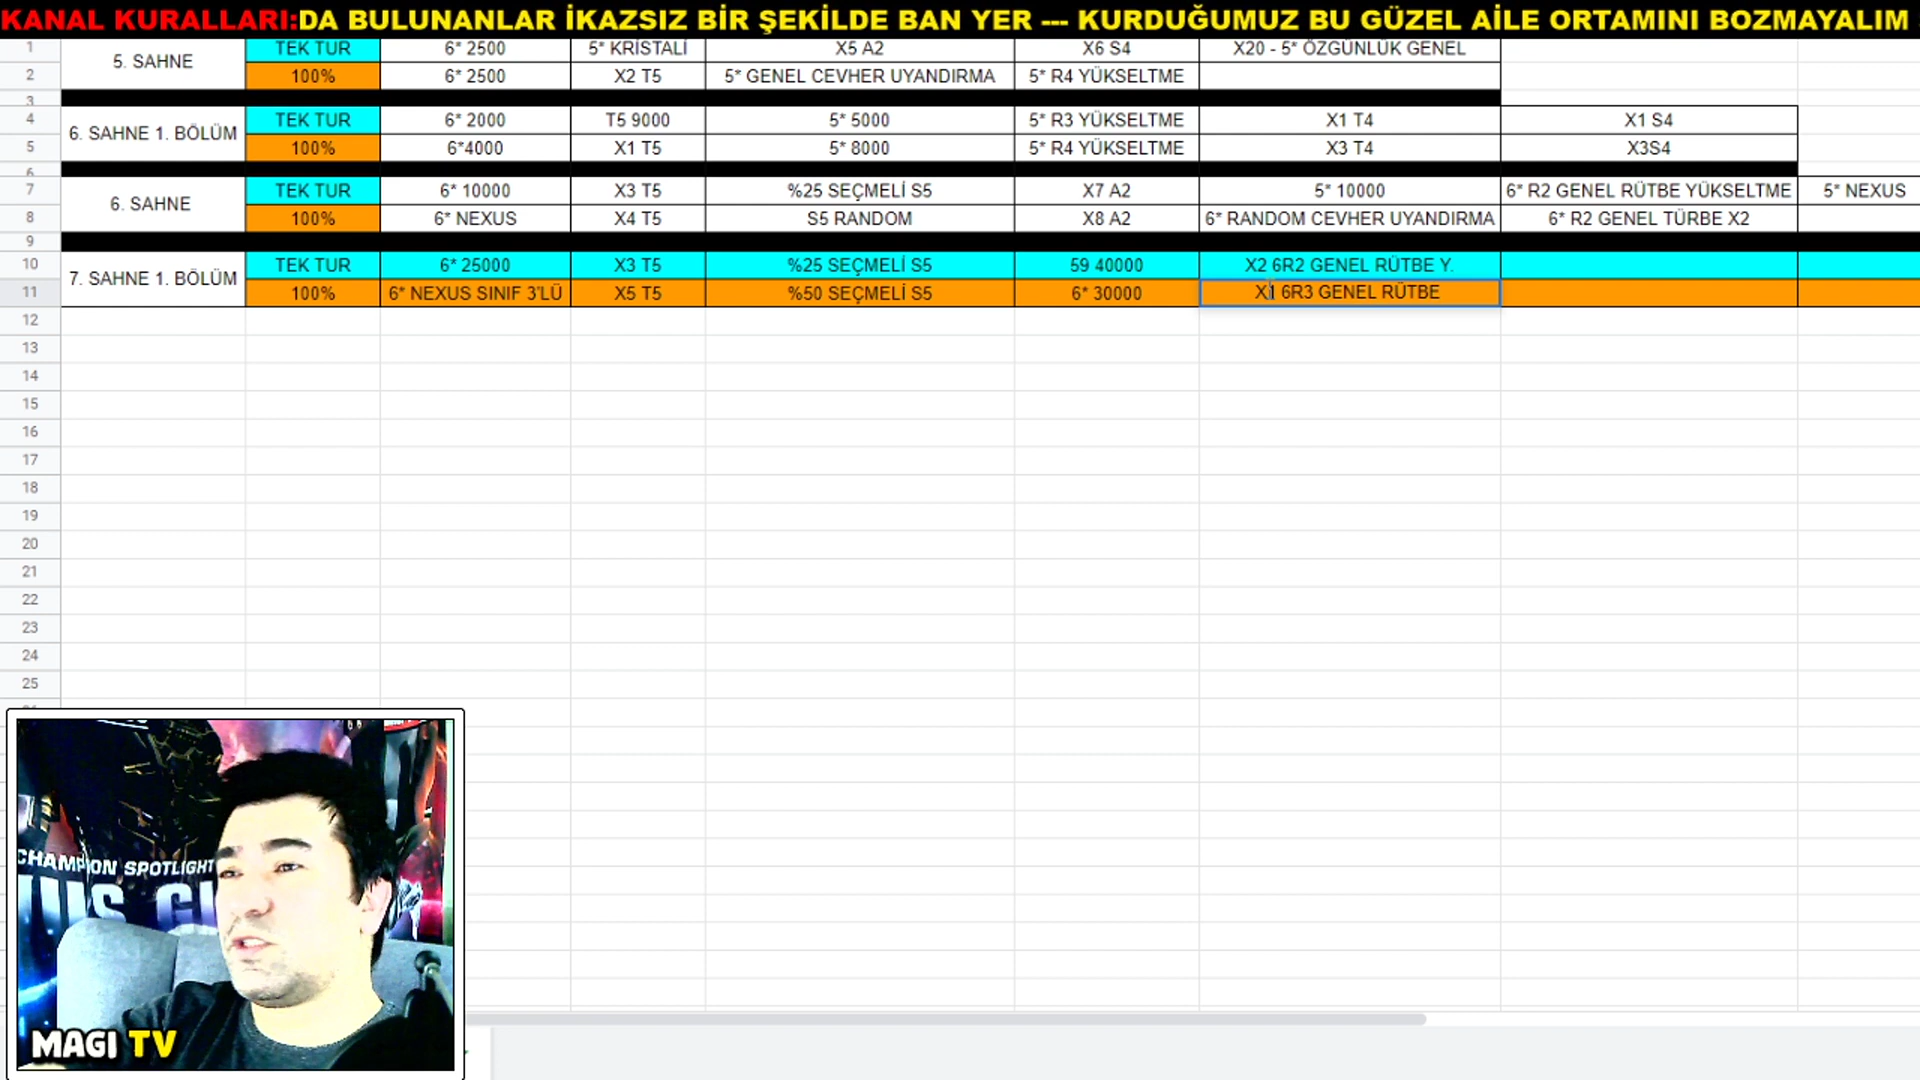 KANAL KURALLARI:DA BULUNANLAR İKAZSIZ BİR ŞEKİLDE BAN YER --- KURDUĞUMUZ BU GÜZEL AİLE ORTAMINI BOZMAYALIM
1 5. SAHNE TEK TUR 6* 2500 5* KRİSTALİ X5 A2 X6 S4 X20 - 5* ÖZGÜNLÜK GENEL
2 100% 6* 2500 X2 T5 5* GENEL CEVHER UYANDIRMA 5* R4 YÜKSELTME
3
4 6. SAHNE 1. BÖLÜM TEK TUR 6* 2000 T5 9000 5* 5000 5* R3 YÜKSELTME X1 T4 X1 S4
5 100% 6*4000 X1 T5 5* 8000 5* R4 YÜKSELTME X3 T4 X3S4
6
7 6. SAHNE TEK TUR 6* 10000 X3 T5 %25 SEÇMELİ S5 X7 A2 5* 10000 6* R2 GENEL RÜTBE YÜKSELTME 5* NEXUS
8 100% 6* NEXUS X4 T5 S5 RANDOM X8 A2 6* RANDOM CEVHER UYANDIRMA 6* R2 GENEL TÜRBE X2
9
10 7. SAHNE 1. BÖLÜM TEK TUR 6* 25000 X3 T5 %25 SEÇMELİ S5 59 40000 X2 6R2 GENEL RÜTBE Y.
11 100% 6* NEXUS SINIF 3'LÜ X5 T5 %50 SEÇMELİ S5 6* 30000 X1 6R3 GENEL RÜTBE
12
13
14
15
16
17
18
19
20
21
22
23
24
25
CHAMPION SPOTLIGHT
MAGI TV